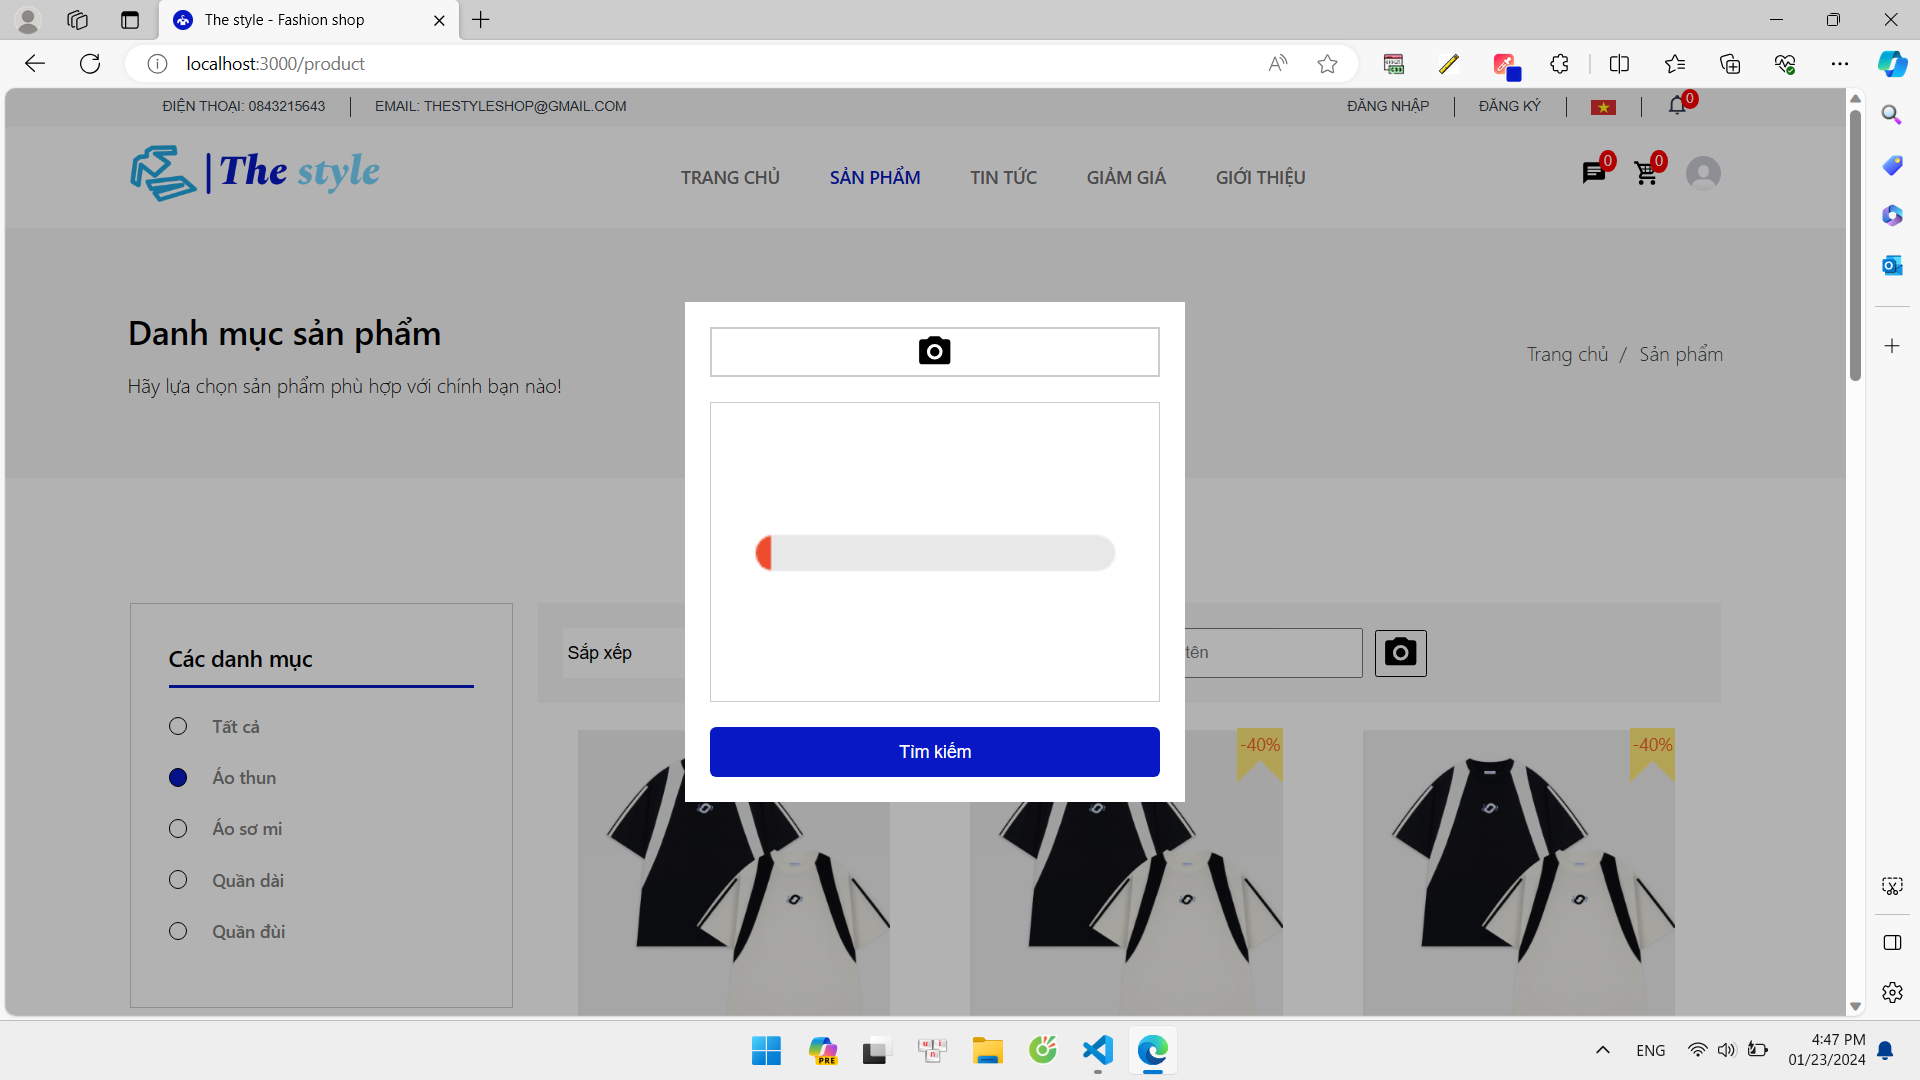 The style - Fashion shop
localhost:3000/product
ĐIỆN THOẠI: 0843215643
EMAIL: THESTYLESHOP@GMAIL.COM
ĐĂNG NHẬP
ĐĂNG KÝ
0
The style
TRANG CHỦ
SẢN PHẨM
TIN TỨC
GIẢM GIÁ
GIỚI THIỆU
0
0
Danh mục sản phẩm
Hãy lựa chọn sản phẩm phù hợp với chính bạn nào!
Trang chủ / Sản phẩm
Các danh mục
Tất cả
Áo thun
Áo sơ mi
Quần dài
Quần đùi
Sắp xếp
tên
Tìm kiếm
-40%
-40%
PRE
ENG
4:47 PM
01/23/2024